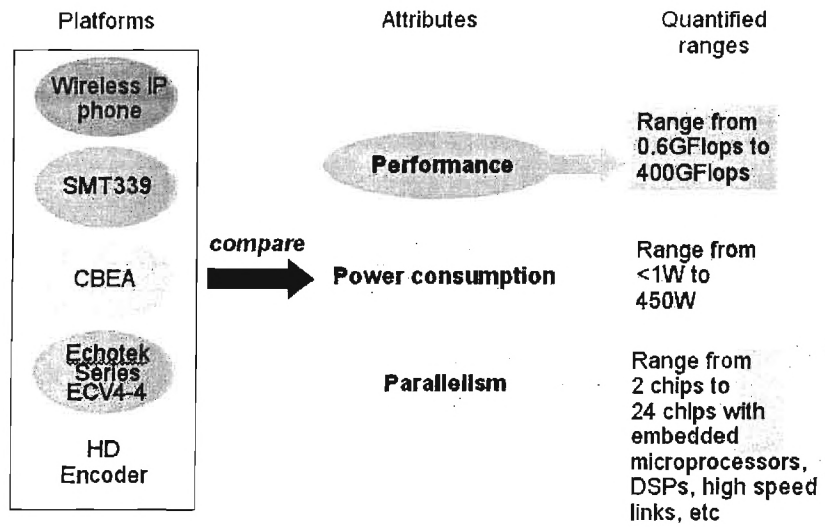 Platforms
Attributes
Quantified
ranges
Wireless IP
phone
SMT339
CBEA
Echotek
Series
ECV4-4
HD
Encoder
compare
Performance
Power consumption
Parallelism
Range from
0.6GFlops to
400GFlops
Range from
<1W to
450W
Range from
2 chips to
24 chips with
embedded
microprocessors,
DSPs, high speed
links, etc